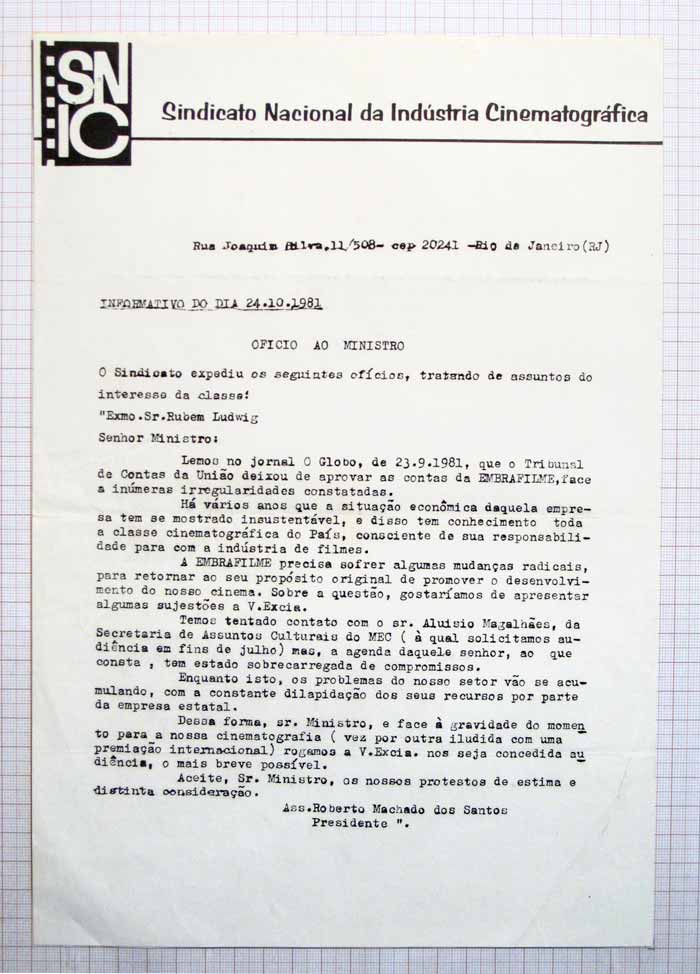 SN
IC
Sindicato Nacional da Indústria Cinematográfica
Rua Joaquim Silva,11/508- cep 20241 -Rio de Janeiro(RJ)
INFORMATIVO DO DIA 24.10.1981
OFICIO AO MINISTRO
O Sindicato expediu os seguintes ofícios, tratando de assuntos do
interesse da classe!
"Exmo.Sr.Rubem Ludwig
Senhor Ministro:
Lemos no jornal O Globo, de 23.9.1981, que o Tribunal
de Contas da União deixou de aprovar as contas da EMBRAFILME,face
a inúmeras irregularidades constatadas.
Há vários anos que a situação econômica daquela empre-
sa tem se mostrado insustentável, e disso tem conhecimento toda
a classe cinematográfica do País, consciente de sua responsabili-
dade para com a indústria de filmes.
A EMBRAFILME precisa sofrer algumas mudanças radicais,
para retornar ao seu propósito original de promover o desenvolvi-
mento do nosso cinema. Sobre a questão, gostaríamos de apresentar
algumas sujestões a V.Excia.
Temos tentado contato com o sr. Aluisio Magalhães, da
Secretaria de Assuntos Culturais do MEC ( à qual solicitamos au-
diência em fins de julho) mas, a agenda daquele senhor, ao que
consta , tem estado sobrecarregada de compromissos.
Enquanto isto, os problemas do nosso setor vão se acu-
mulando, com a constante dilapidação dos seus recursos por parte
da empresa estatal.
Dessa forma, sr. Ministro, e face à gravidade do momen
to para a nossa cinematografia ( vez por outra iludida com uma
premiação internacional) rogamos a V.Excia. nos seja concedida au
diência, o mais breve possível.
Aceite, Sr. Ministro, os nossos protestos de estima e
distinta consideração.
Ass.Roberto Machado dos Santos
Presidente ".